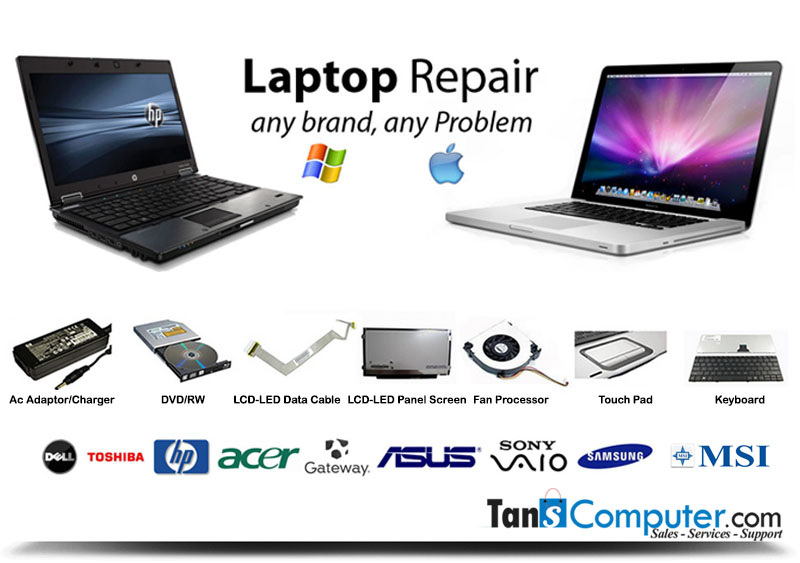 Laptop Repair
any brand, any Problem
hp
Ac Adaptor/Charger
DVD/RW
LCD-LED Data Cable
LCD-LED Panel Screen
Fan Processor
Touch Pad
Keyboard
DELL
TOSHIBA
hp
acer
Gateway
ASUS
SONY
VAIO
SAMSUNG
MSI
TansComputer.com
Sales - Services - Support